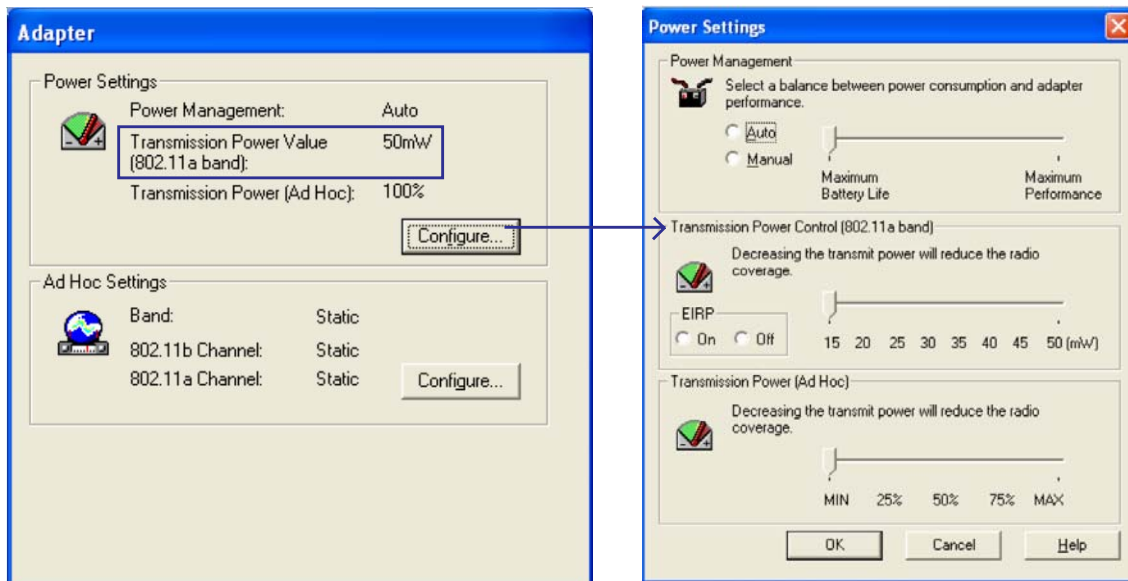 Adapter
Power Settings
Power Management: Auto
Transmission Power Value 50mW
(802.11a band):
Transmission Power (Ad Hoc): 100%
Configure...
Ad Hoc Settings
Band: Static
802.11b Channel: Static
802.11a Channel: Static Configure...
Power Settings
Power Management
Select a balance between power consumption and adapter
performance.
Auto
Manual
Maximum Maximum
Battery Life Performance
Transmission Power Control (802.11a band)
Decreasing the transmit power will reduce the radio
coverage.
EIRP
On Off
15 20 25 30 35 40 45 50 (mW)
Transmission Power (Ad Hoc)
Decreasing the transmit power will reduce the radio
coverage.
MIN 25% 50% 75% MAX
OK Cancel Help